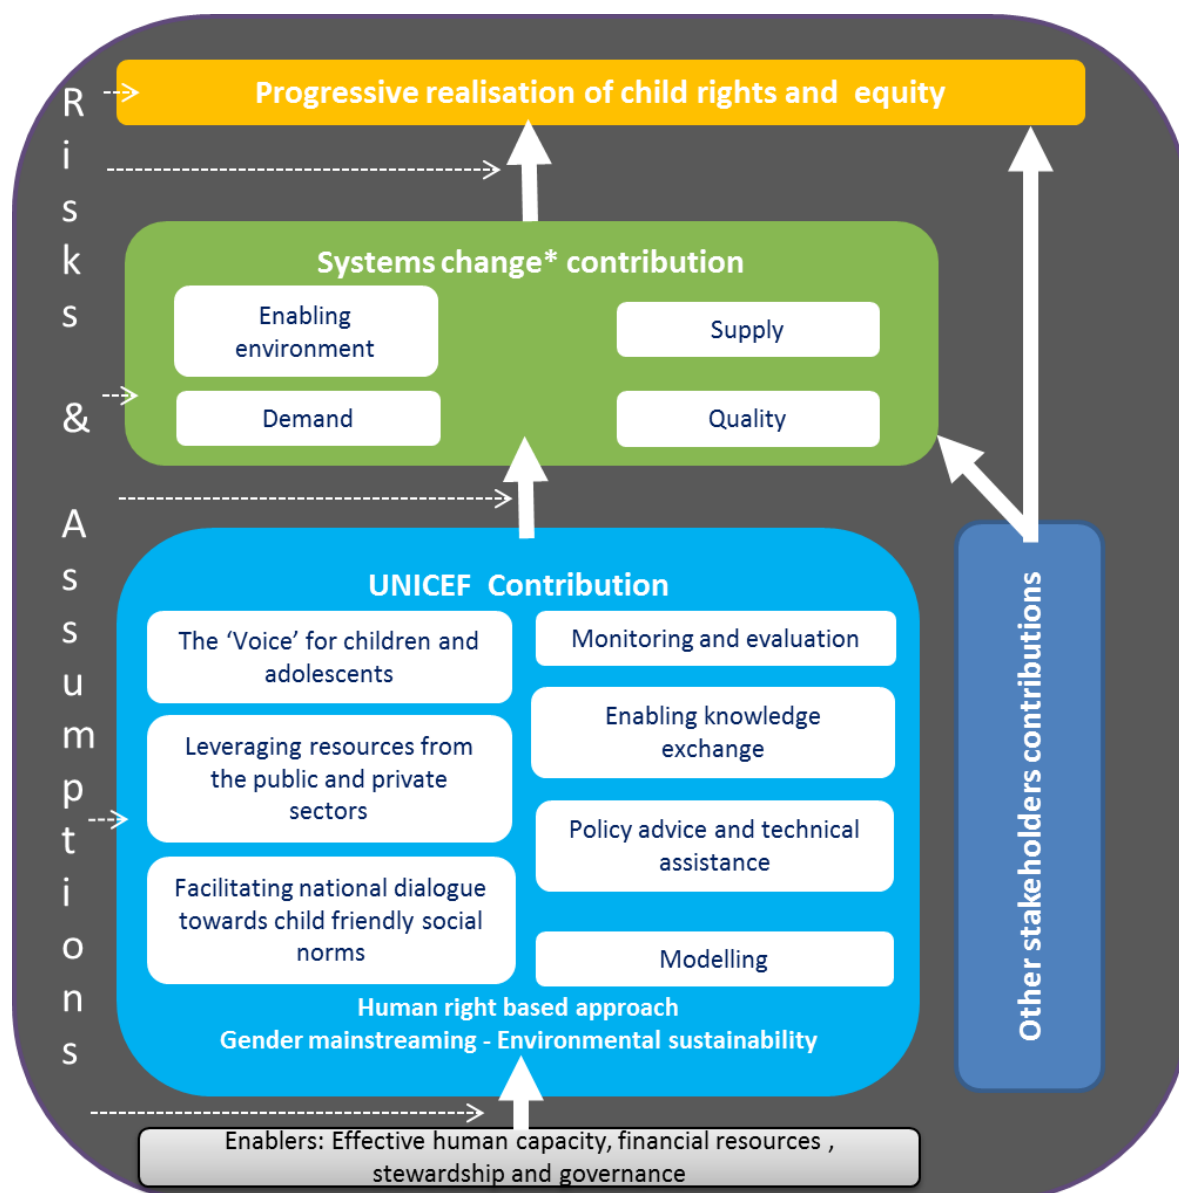 Risks & Assumptions
Progressive realisation of child rights and equity
Systems change* contribution
Enabling
environment
Supply
Demand
Quality
UNICEF Contribution
The ‘Voice’ for children and
adolescents
Leveraging resources from
the public and private
sectors
Facilitating national dialogue
towards child friendly social
norms
Monitoring and evaluation
Enabling knowledge
exchange
Policy advice and technical
assistance
Modelling
Human right based approach
Gender mainstreaming - Environmental sustainability
Other stakeholders contributions
Enablers: Effective human capacity, financial resources ,
stewardship and governance